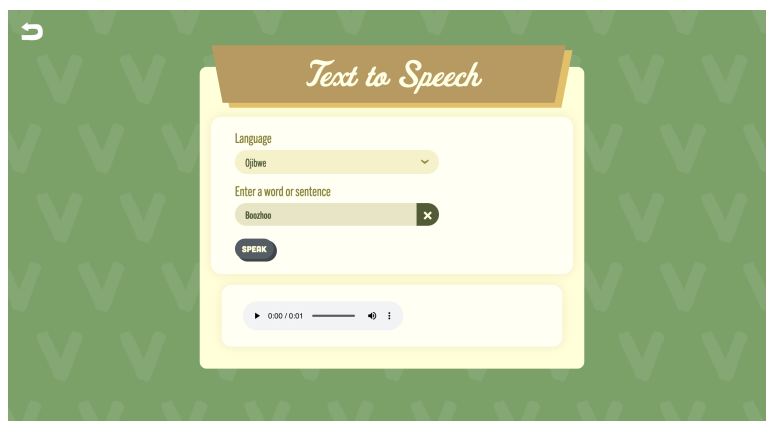 Text to Speech
Language
Ojibwe
Enter a word or sentence
Boozhoo
SPEAK
0:00 / 0:01